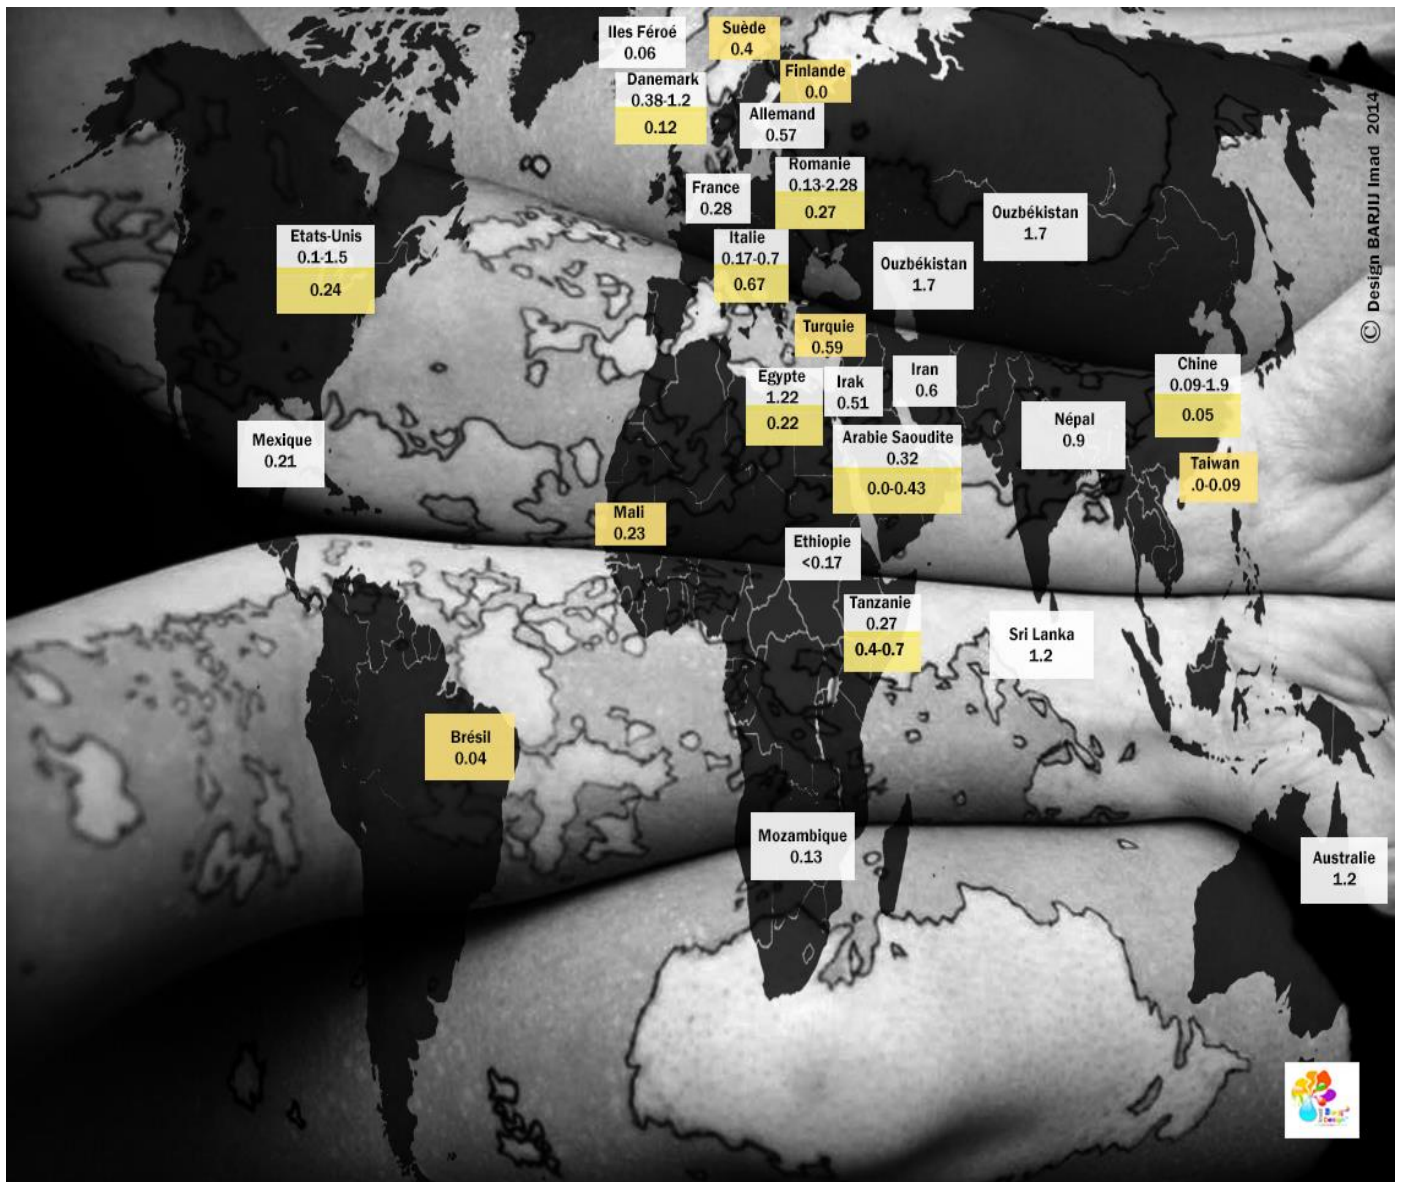 Iles Féroé
0.06
Suède
0.4
Danemark
0.38-1.2
0.12
Finlande
0.0
Allemand
0.57
Romanie
0.13-2.28
0.27
France
0.28
Ouzbékistan
1.7
Etats-Unis
0.1-1.5
0.24
Italie
0.17-0.7
0.67
Ouzbékistan
1.7
Turquie
0.59
Egypte
1.22
0.22
Irak
0.51
Iran
0.6
Chine
0.09-1.9
0.05
Mexique
0.21
Arabie Saoudite
0.32
0.0-0.43
Népal
0.9
Taiwan
.0-0.09
Mali
0.23
Ethiopie
<0.17
Tanzanie
0.27
0.4-0.7
Sri Lanka
1.2
Brésil
0.04
Mozambique
0.13
Australie
1.2
© Design BARJIJ Imad 2014